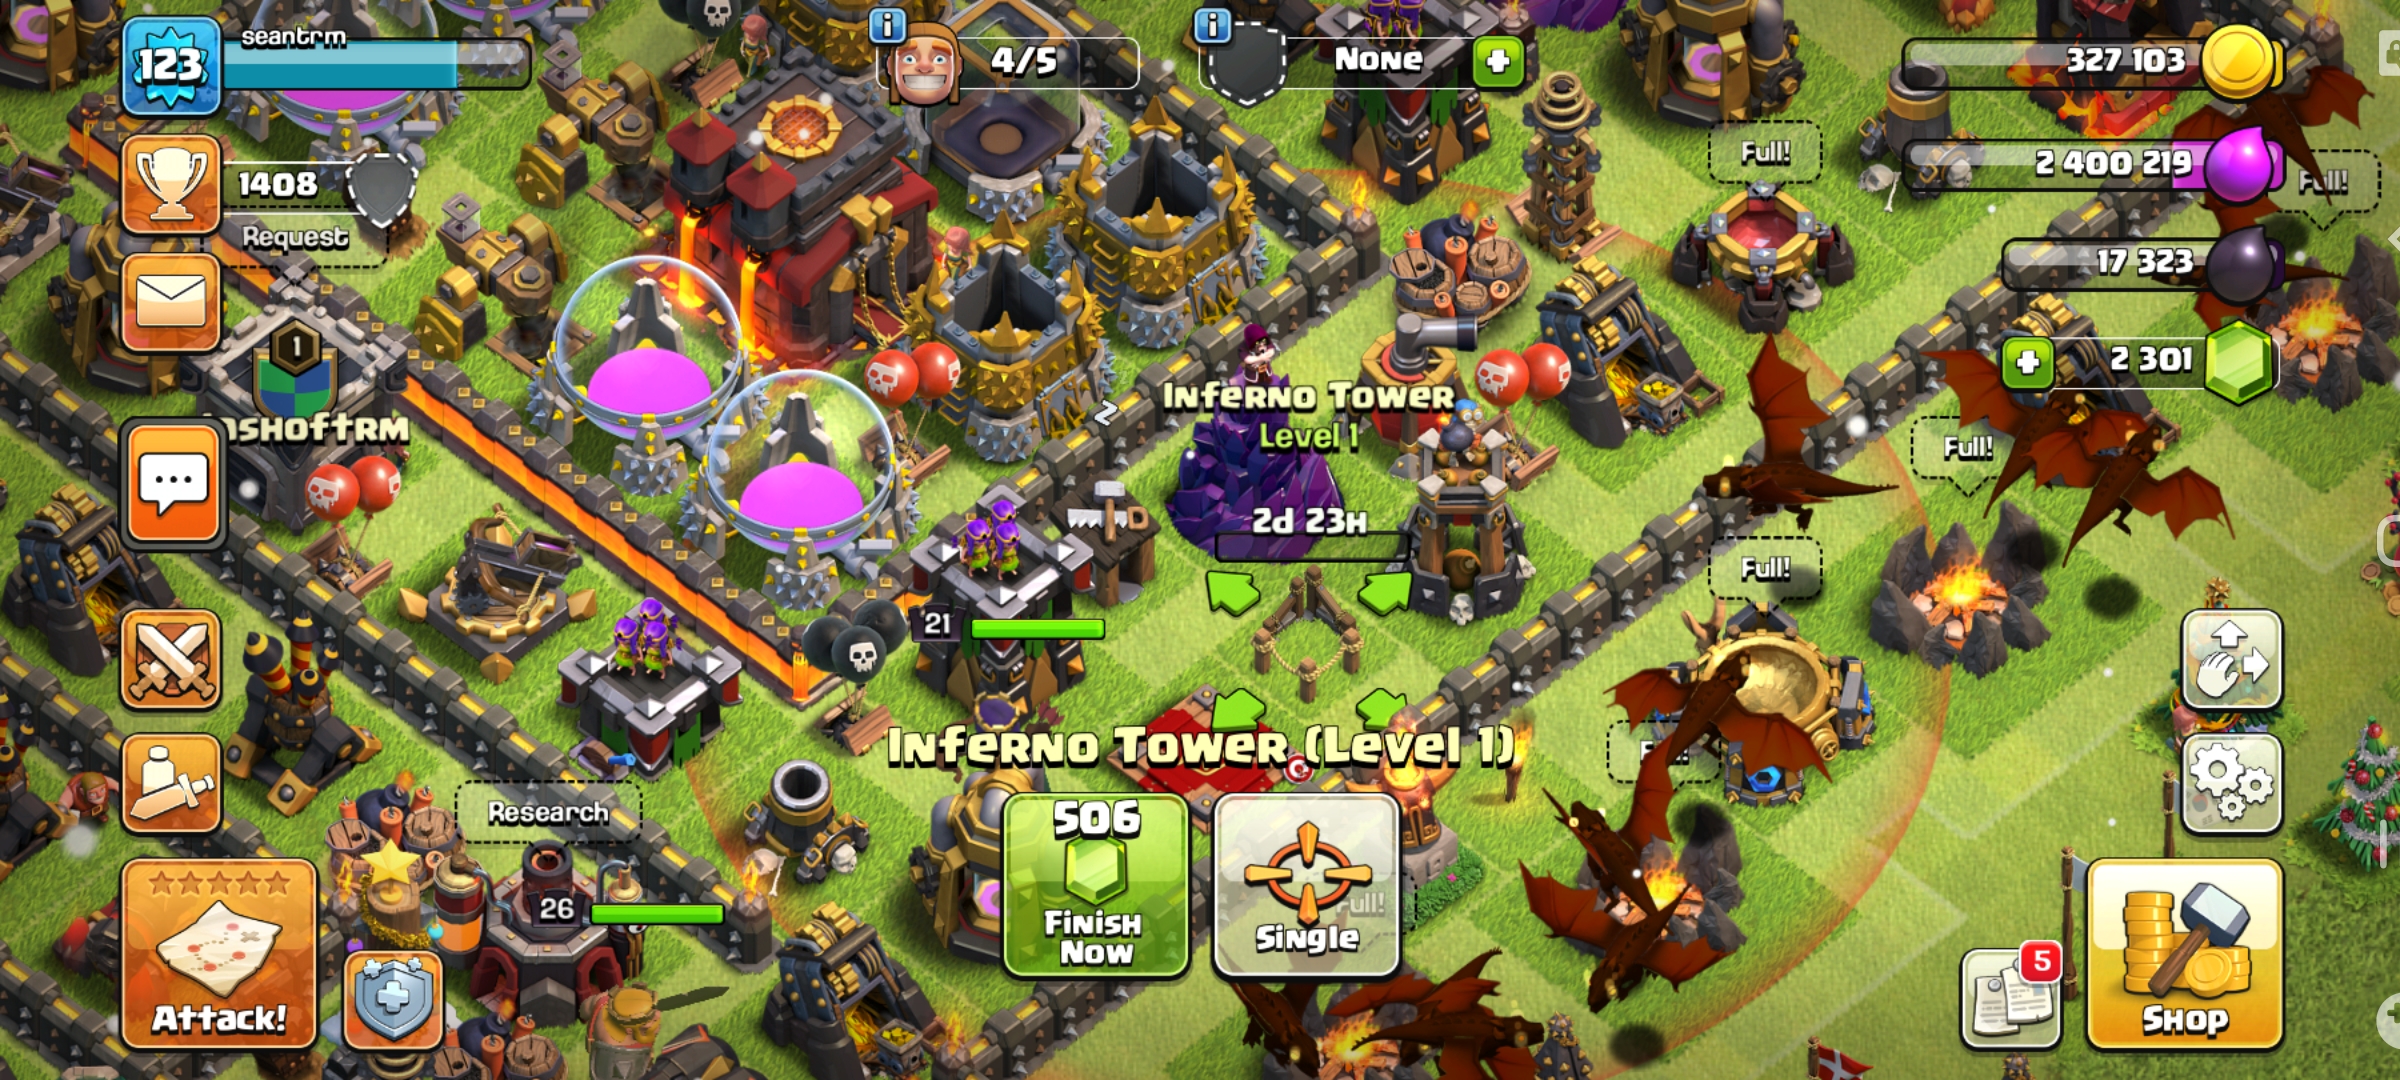 123
seantrm
4/5
None
327 103
1408
Full!
2 400 219
Full!
Request
17 323
1
2 301
Inferno Tower
Level 1
Full!
2d 23h
Full!
21
Inferno Tower (Level 1)
Research
506
Finish
Now
Full!
Single
26
5
Attack!
Shop